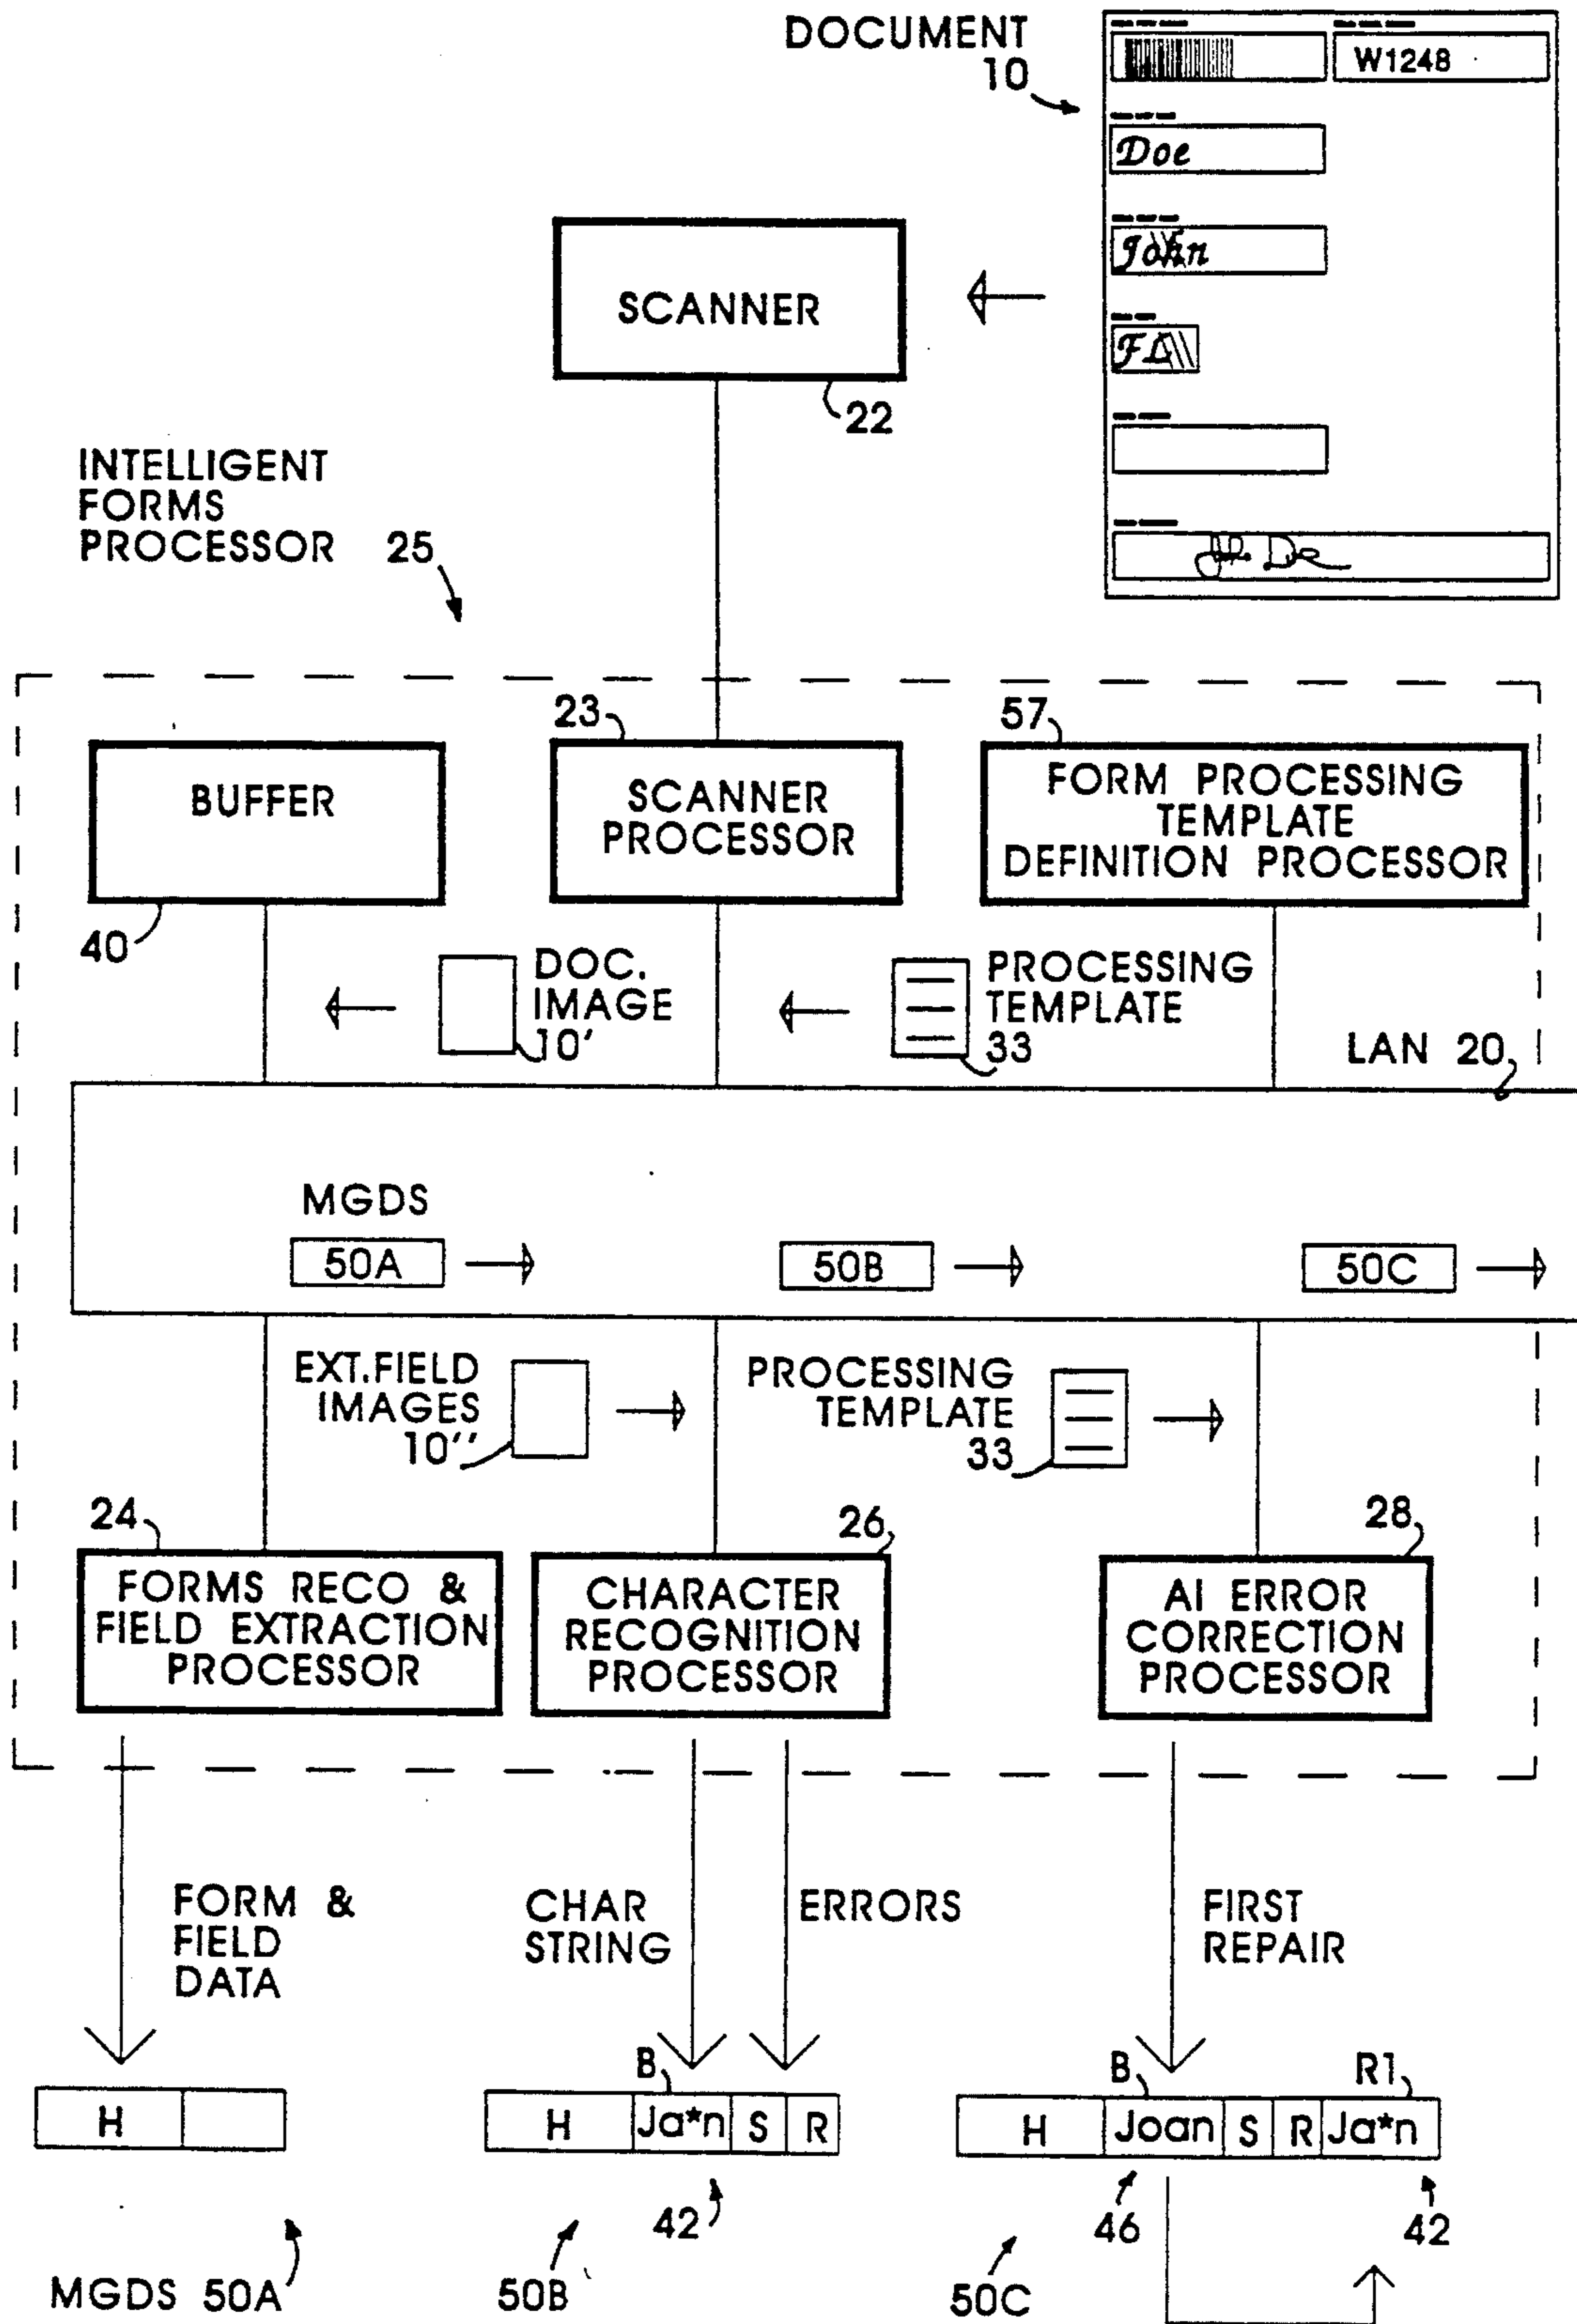 DOCUMENT
10
W1248
Doe
John
FL
SCANNER
22
INTELLIGENT
FORMS
PROCESSOR 25
23
57
BUFFER
SCANNER
PROCESSOR
FORM PROCESSING
TEMPLATE
DEFINITION PROCESSOR
40
DOC.
IMAGE
10'
PROCESSING
TEMPLATE
33
LAN 20
MGDS
50A
50B
50C
EXT.FIELD
IMAGES
10''
PROCESSING
TEMPLATE
33
24
26
28
FORMS RECO &
FIELD EXTRACTION
PROCESSOR
CHARACTER
RECOGNITION
PROCESSOR
AI ERROR
CORRECTION
PROCESSOR
FORM &
FIELD
DATA
CHAR
STRING
ERRORS
FIRST
REPAIR
H
B
H Ja*n S R
B R1
H Joan S R Ja*n
42
46
42
MGDS 50A
50B
50C